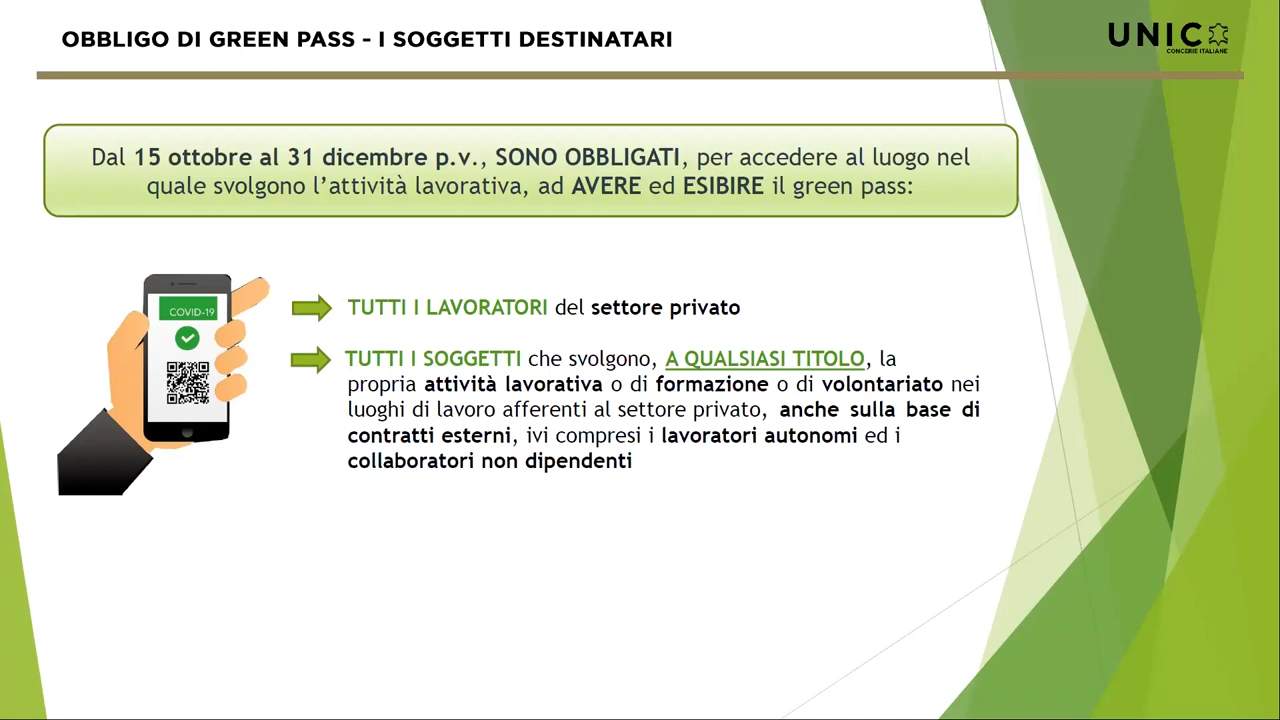 OBBLIGO DI GREEN PASS - I SOGGETTI DESTINATARI
UNIC
CONCERIE ITALIANE
Dal 15 ottobre al 31 dicembre p.v., SONO OBBLIGATI, per accedere al luogo nel
quale svolgono l’attività lavorativa, ad AVERE ed ESIBIRE il green pass:
COVID-19
TUTTI I LAVORATORI del settore privato
TUTTI I SOGGETTI che svolgono, A QUALSIASI TITOLO, la
propria attività lavorativa o di formazione o di volontariato nei
luoghi di lavoro afferenti al settore privato, anche sulla base di
contratti esterni, ivi compresi i lavoratori autonomi ed i
collaboratori non dipendenti